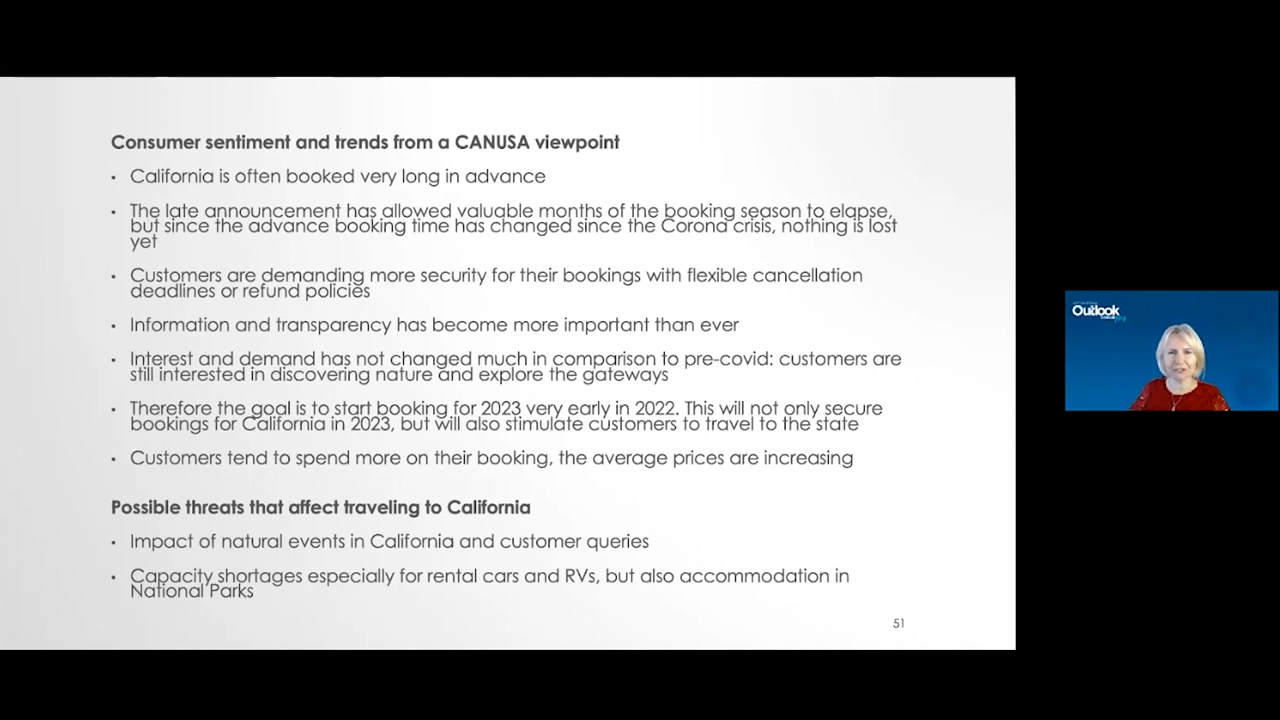 Consumer sentiment and trends from a CANUSA viewpoint
• California is often booked very long in advance
• The late announcement has allowed valuable months of the booking season to elapse,
but since the advance booking time has changed since the Corona crisis, nothing is lost
yet
• Customers are demanding more security for their bookings with flexible cancellation
deadlines or refund policies
• Information and transparency has become more important than ever
• Interest and demand has not changed much in comparison to pre-covid: customers are
still interested in discovering nature and explore the gateways
• Therefore the goal is to start booking for 2023 very early in 2022. This will not only secure
bookings for California in 2023, but will also stimulate customers to travel to the state
• Customers tend to spend more on their booking, the average prices are increasing
Possible threats that affect traveling to California
• Impact of natural events in California and customer queries
• Capacity shortages especially for rental cars and RVs, but also accommodation in
National Parks
51
Outlook